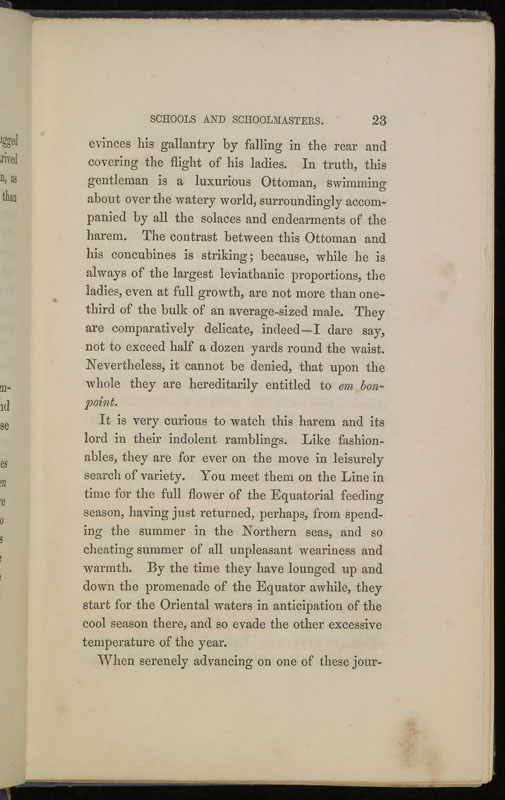 SCHOOLS AND SCHOOLMASTERS. 23
evinces his gallantry by falling in the rear and
covering the flight of his ladies. In truth, this
gentleman is a luxurious Ottoman, swimming
about over the watery world, surroundingly accom-
panied by all the solaces and endearments of the
harem. The contrast between this Ottoman and
his concubines is striking; because, while he is
always of the largest leviathanic proportions, the
ladies, even at full growth, are not more than one-
third of the bulk of an average-sized male. They
are comparatively delicate, indeed—I dare say,
not to exceed half a dozen yards round the waist.
Nevertheless, it cannot be denied, that upon the
whole they are hereditarily entitled to em bon-
point.
It is very curious to watch this harem and its
lord in their indolent ramblings. Like fashion-
ables, they are for ever on the move in leisurely
search of variety. You meet them on the Line in
time for the full flower of the Equatorial feeding
season, having just returned, perhaps, from spend-
ing the summer in the Northern seas, and so
cheating summer of all unpleasant weariness and
warmth. By the time they have lounged up and
down the promenade of the Equator awhile, they
start for the Oriental waters in anticipation of the
cool season there, and so evade the other excessive
temperature of the year.
When serenely advancing on one of these jour-